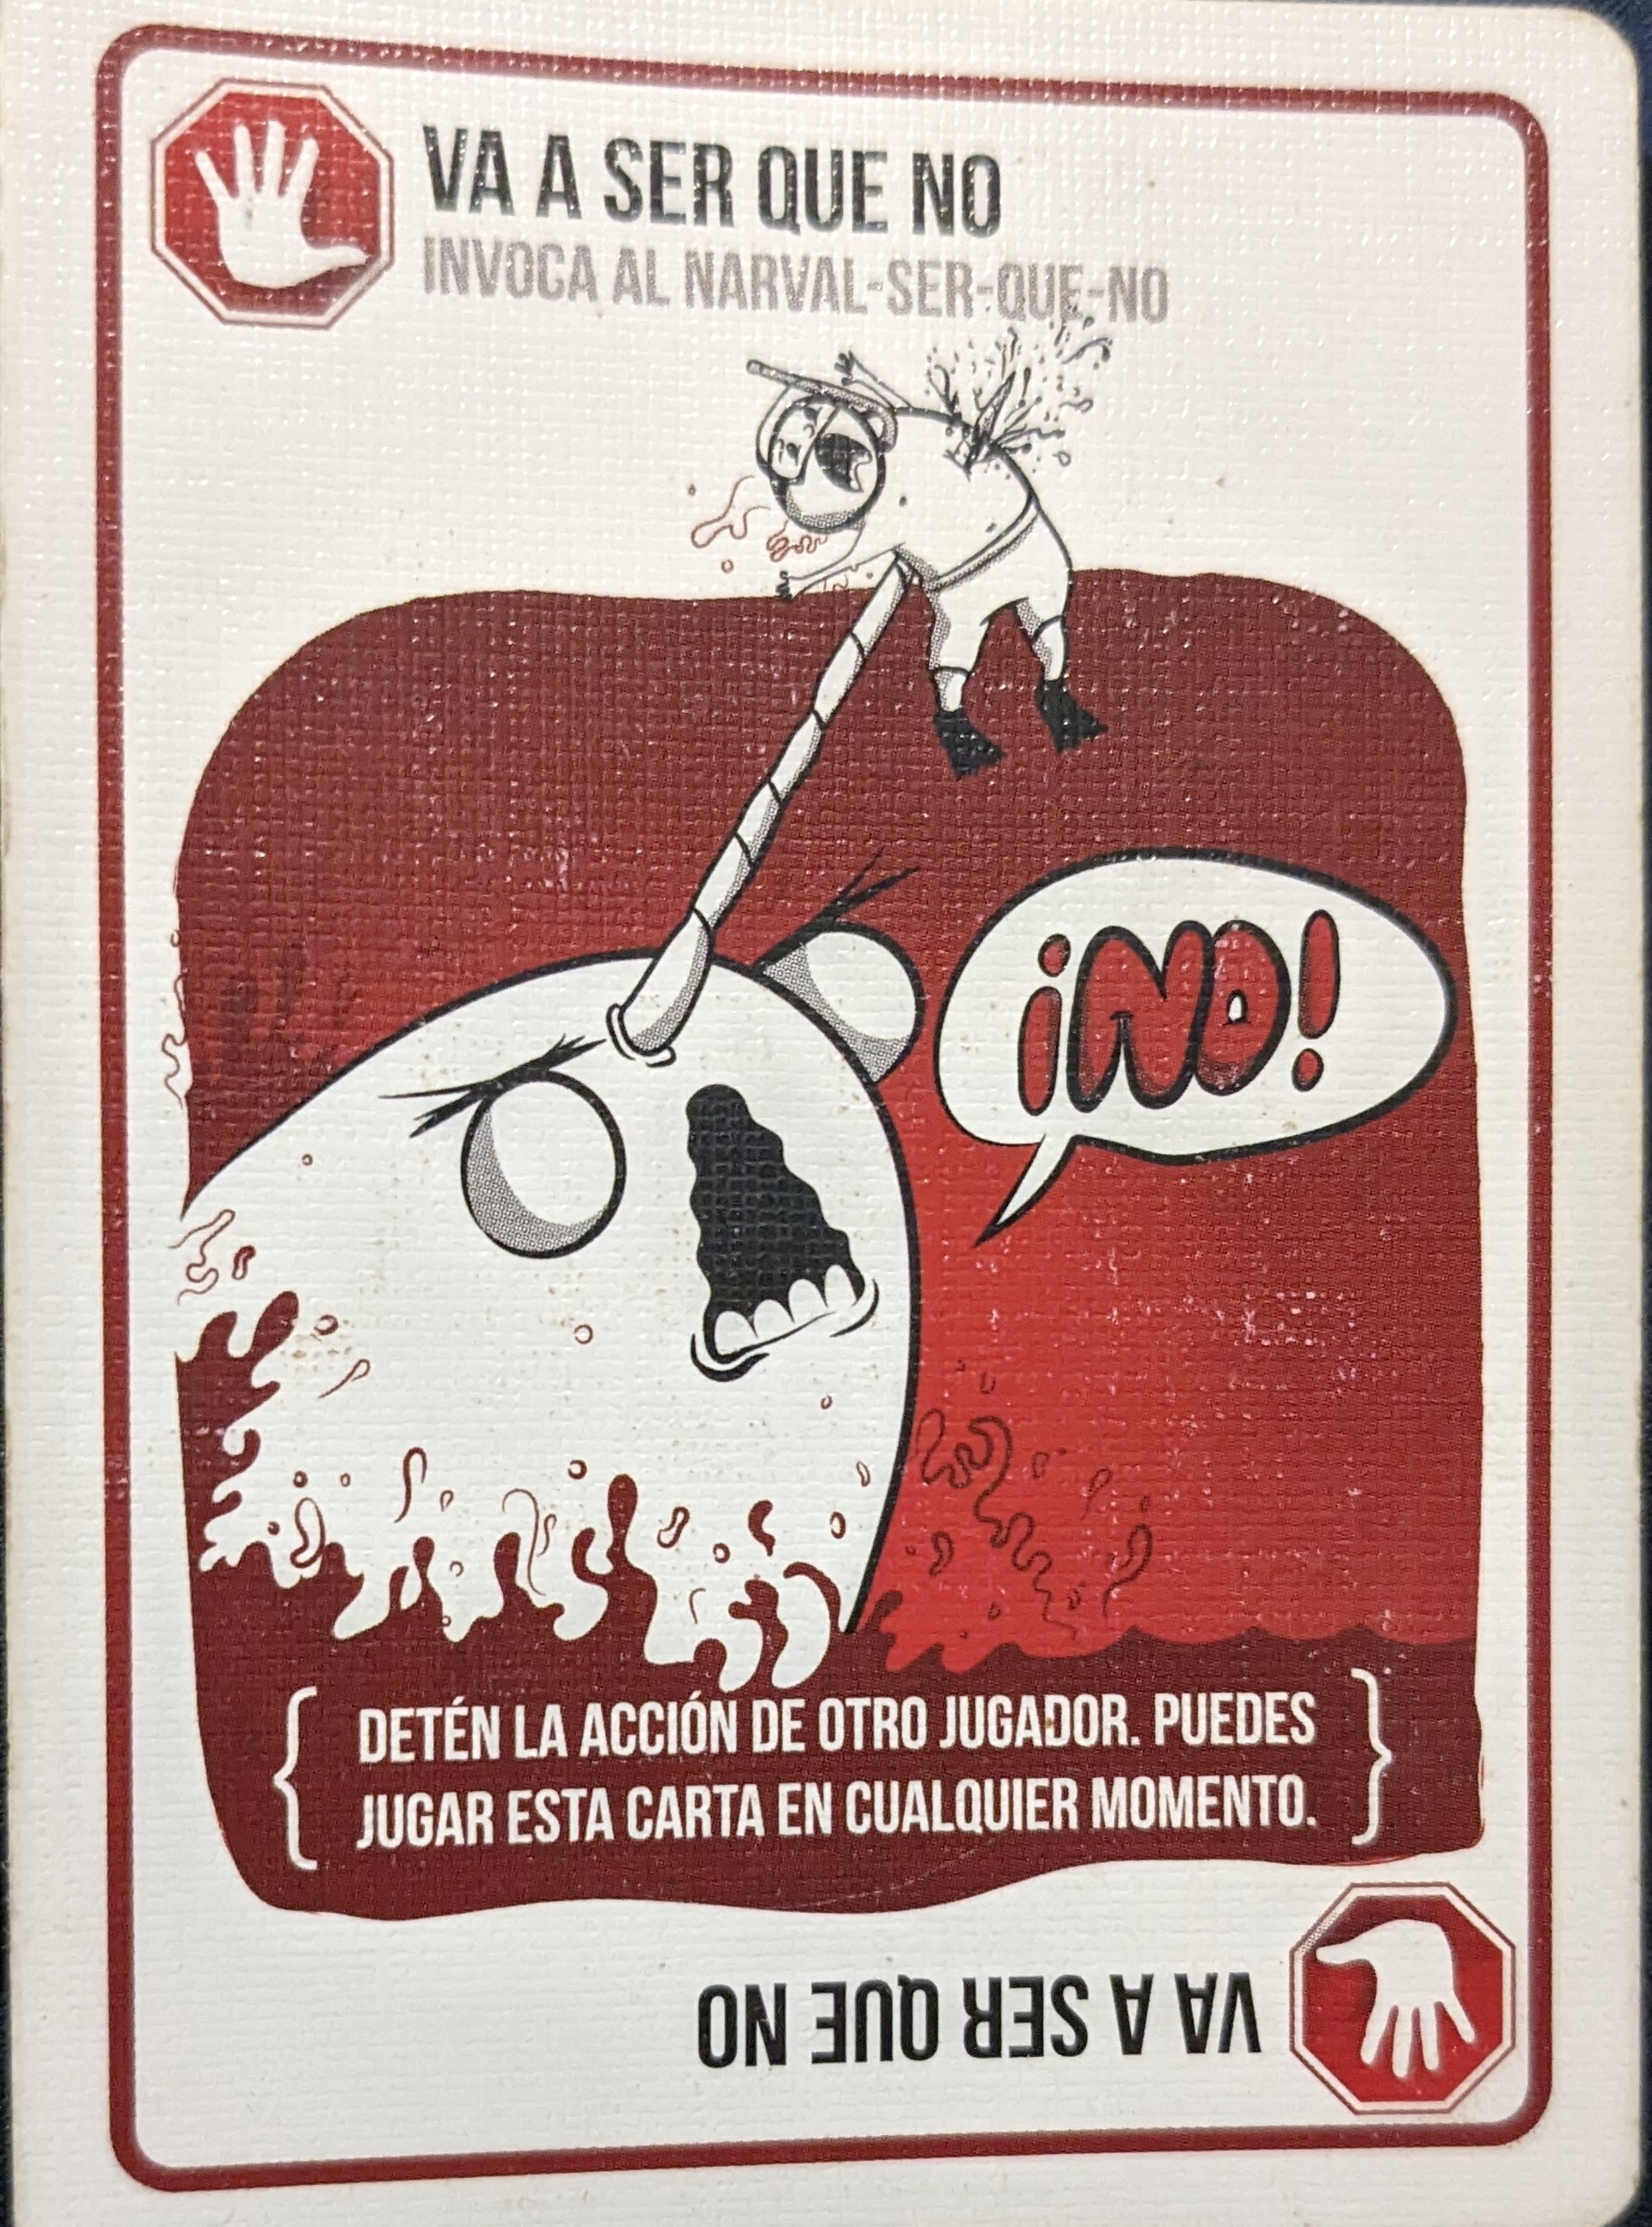 VA A SER QUE NO
INVOCA AL NARVAL-SER-QUE-NO
¡NO!
DETÉN LA ACCIÓN DE OTRO JUGADOR. PUEDES
JUGAR ESTA CARTA EN CUALQUIER MOMENTO.
VA A SER QUE NO